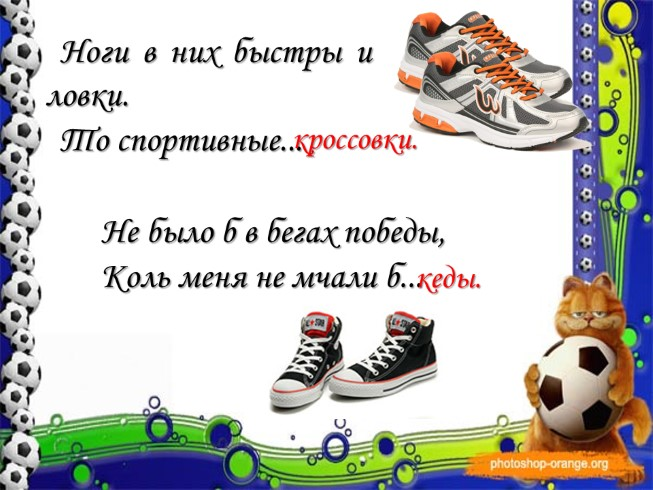 Ноги в них быстры и
ловки.
То спортивные...кроссовки.
Не было б в бегах победы,
Коль меня не мчали б...кеды.
photoshop-orange.org